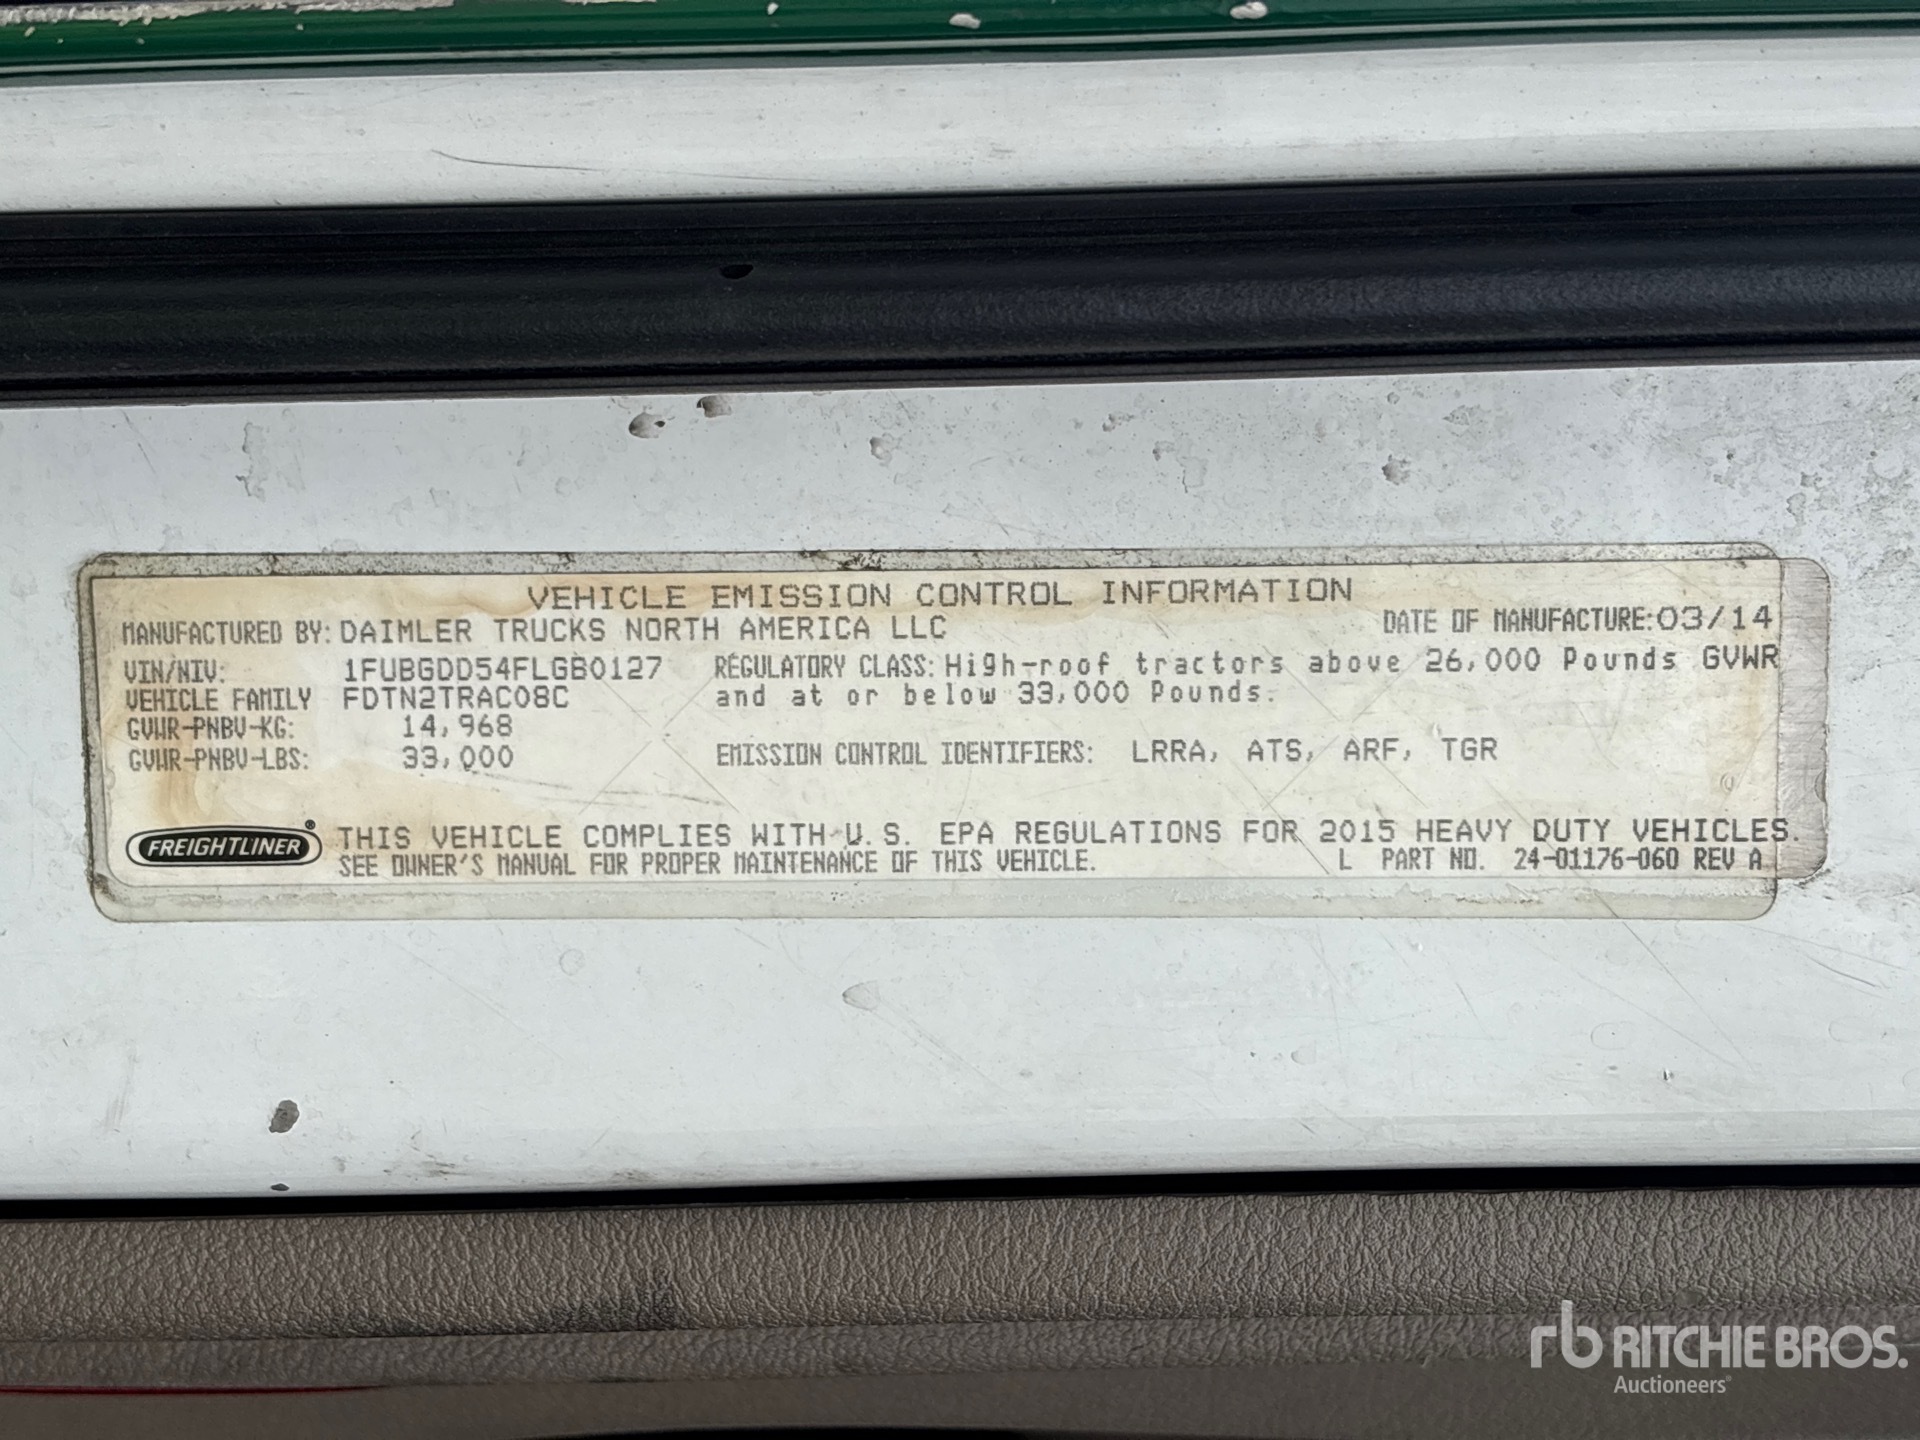 VEHICLE EMISSION CONTROL INFORMATION
MANUFACTURED BY: DAIMLER TRUCKS NORTH AMERICA LLC DATE OF MANUFACTURE: 03/14
VIN/NIV: 1FUBGDD54FLGB0127 REGULATORY CLASS: High-roof tractors above 26,000 Pounds GVWR
VEHICLE FAMILY FDTN2TRAC08C and at or below 33,000 Pounds.
GVWR-PNBV-KG: 14,968
GVWR-PNBV-LBS: 33,000 EMISSION CONTROL IDENTIFIERS: LRRA, ATS, ARF, TGR
FREIGHTLINER® THIS VEHICLE COMPLIES WITH U.S. EPA REGULATIONS FOR 2015 HEAVY DUTY VEHICLES.
SEE OWNER'S MANUAL FOR PROPER MAINTENANCE OF THIS VEHICLE. L PART NO. 24-01176-060 REV A
rb RITCHIE BROS.
Auctioneers®